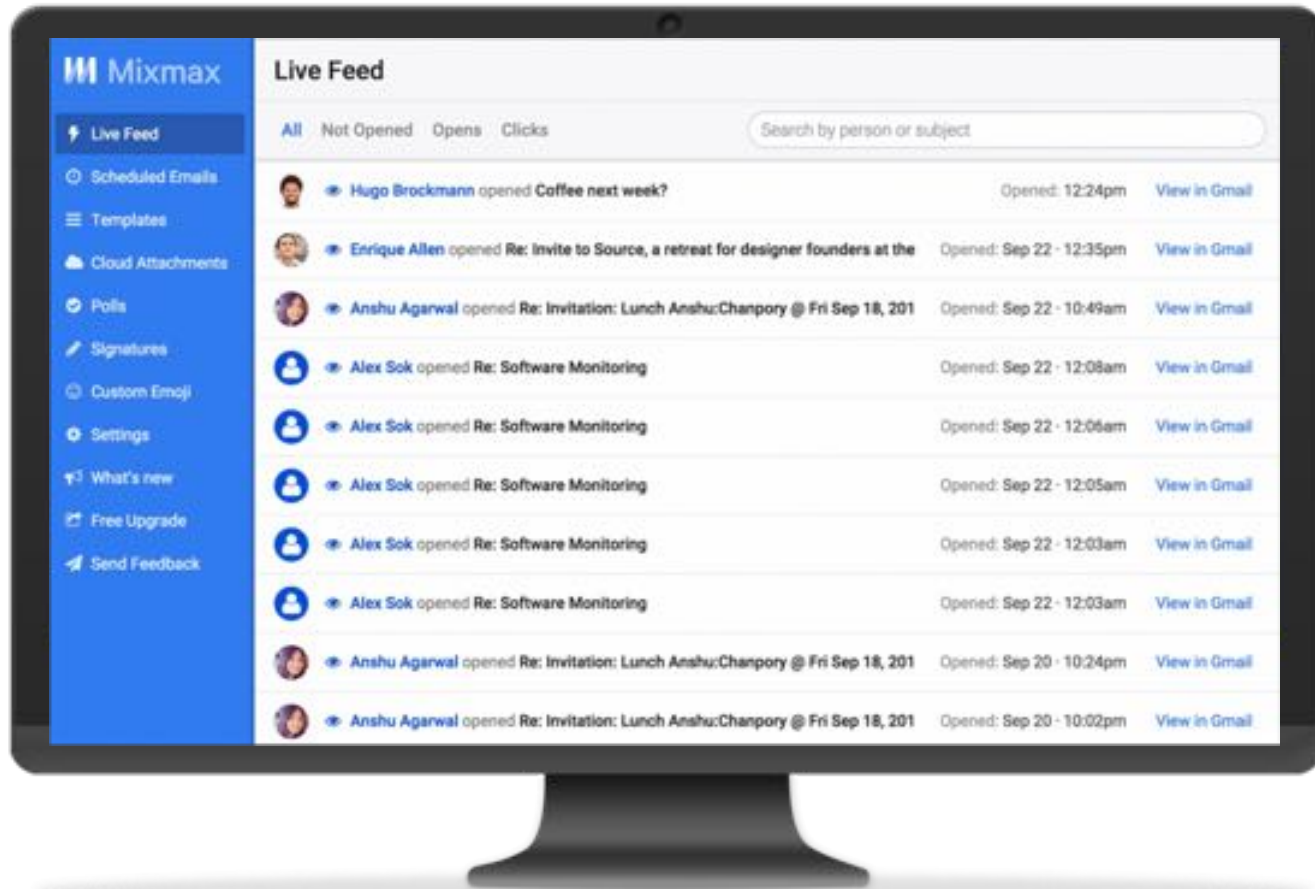 Mixmax
Live Feed
Scheduled Emails
Templates
Cloud Attachments
Polls
Signatures
Custom Emoji
Settings
What's new
Free Upgrade
Send Feedback
Live Feed
All Not Opened Opens Clicks Search by person or subject
Hugo Brockmann opened Coffee next week? Opened: 12:24pm View in Gmail
Enrique Allen opened Re: Invite to Source, a retreat for designer founders at the Opened: Sep 22 - 12:35pm View in Gmail
Anshu Agarwal opened Re: Invitation: Lunch Anshu:Chanpory @ Fri Sep 18, 201 Opened: Sep 22 - 10:49am View in Gmail
Alex Sok opened Re: Software Monitoring Opened: Sep 22 - 12:08am View in Gmail
Alex Sok opened Re: Software Monitoring Opened: Sep 22 - 12:06am View in Gmail
Alex Sok opened Re: Software Monitoring Opened: Sep 22 - 12:05am View in Gmail
Alex Sok opened Re: Software Monitoring Opened: Sep 22 - 12:03am View in Gmail
Alex Sok opened Re: Software Monitoring Opened: Sep 22 - 12:03am View in Gmail
Anshu Agarwal opened Re: Invitation: Lunch Anshu:Chanpory @ Fri Sep 18, 201 Opened: Sep 20 - 10:24pm View in Gmail
Anshu Agarwal opened Re: Invitation: Lunch Anshu:Chanpory @ Fri Sep 18, 201 Opened: Sep 20 - 10:02pm View in Gmail